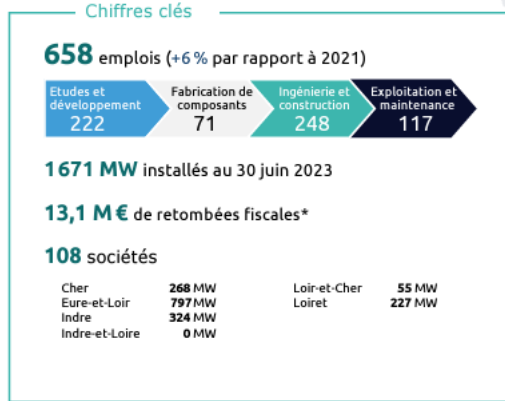 Chiffres clés
658 emplois (+6 % par rapport à 2021)
Etudes et développement
222
Fabrication de composants
71
Ingénierie et construction
248
Exploitation et maintenance
117
1671 MW installés au 30 juin 2023
13,1 M€ de retombées fiscales*
108 sociétés
Cher 268 MW
Eure-et-Loir 797 MW
Indre 324 MW
Indre-et-Loire 0 MW
Loir-et-Cher 55 MW
Loiret 227 MW